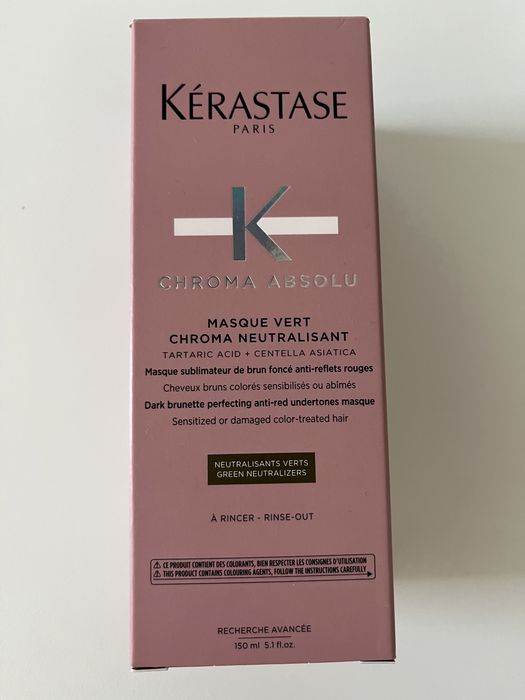 KÉRASTASE
PARIS
K
CHROMA ABSOLU
MASQUE VERT
CHROMA NEUTRALISANT
TARTARIC ACID + CENTELLA ASIATICA
Masque sublimateur de brun foncé anti-reflets rouges
Cheveux bruns colorés sensibilisés ou abîmés
Dark brunette perfecting anti-red undertones masque
Sensitized or damaged color-treated hair
NEUTRALISANTS VERTS
GREEN NEUTRALIZERS
À RINCER - RINSE-OUT
⚠ CE PRODUIT CONTIENT DES COLORANTS, BIEN RESPECTER LES CONSIGNES D'UTILISATION
⚠ THIS PRODUCT CONTAINS COLOURING AGENTS, FOLLOW THE INSTRUCTIONS CAREFULLY
RECHERCHE AVANCÉE
150 ml 5.1 fl.oz.